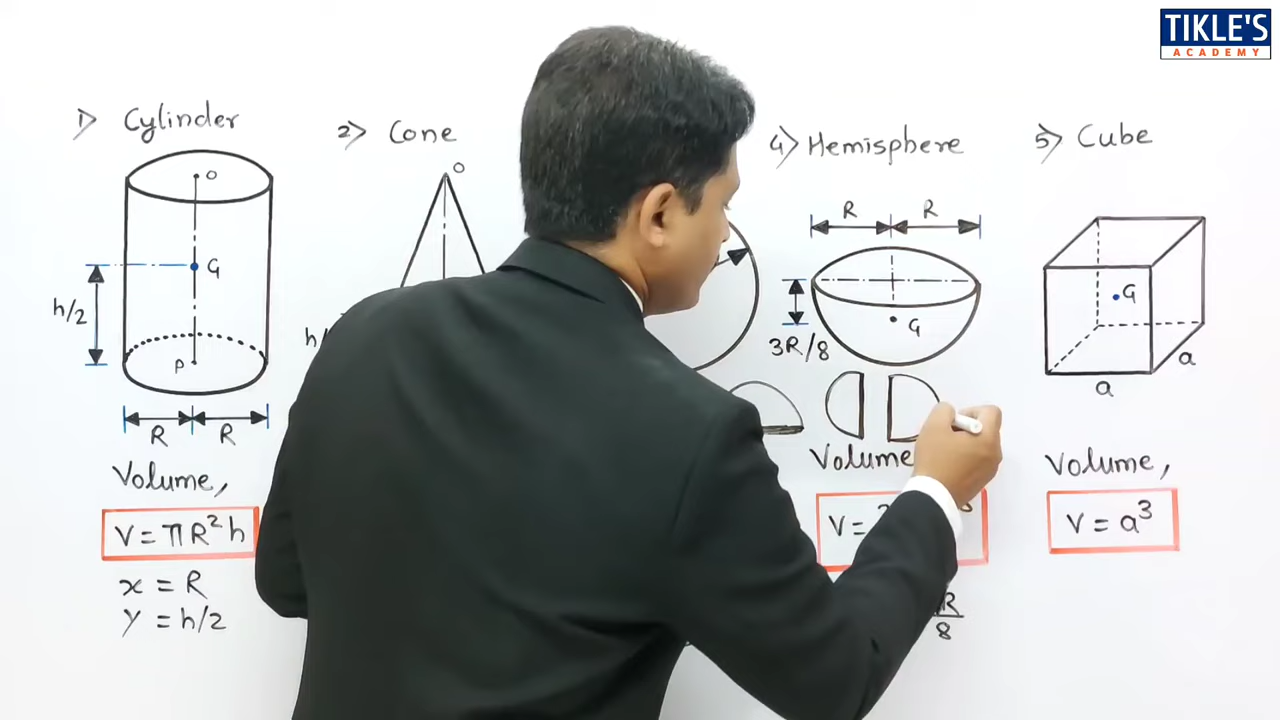 TIKLE'S
ACADEMY
1> Cylinder
O
G
h/2
P
R R
Volume,
V = πR²h
x = R
y = h/2
2> Cone
O
h/
4> Hemisphere
R R
G
3R/8
Volume
V =
R
8
5> Cube
G
a
a
Volume,
V = a³